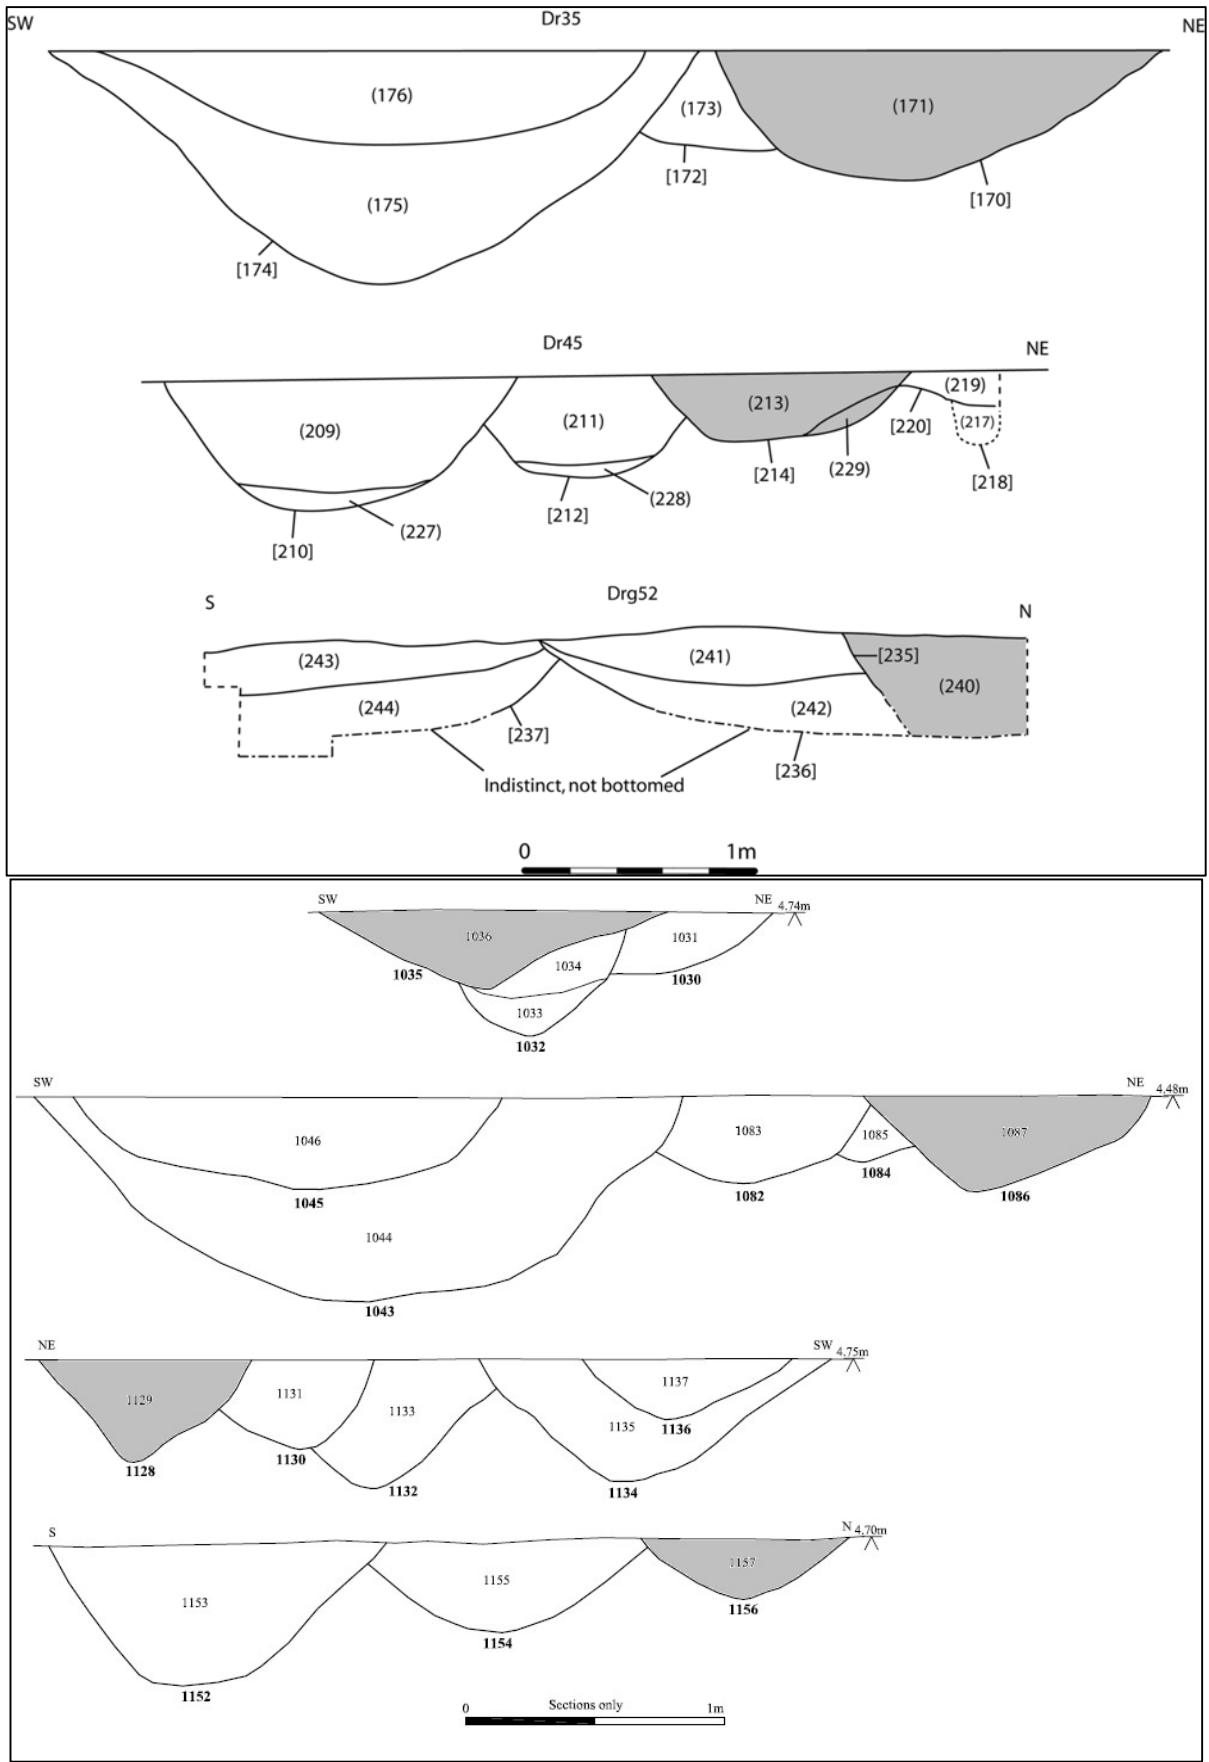 Dr35
SW
NE
(176)
(173)
(171)
[172]
[170]
(175)
[174]
Dr45
NE
(219)
(213)
(211)
(209)
(217)
[220]
(229)
[214]
[218]
(228)
[212]
(227)
[210]
Drg52
S
N
(243)
(241)
[235]
(240)
(244)
(242)
[237]
[236]
Indistinct, not bottomed
0 1m
SW NE 4.74m
1036 1031
1034
1035 1030
1033
1032
SW NE 4.48m
1046 1083 1085 1087
1084
1045 1082 1086
1044
1043
NE SW 4.75m
1137
1129 1131 1133
1135 1136
1130
1128 1132 1134
S N 4.70m
1157
1155
1153
1156
1154
1152
0 Sections only 1m